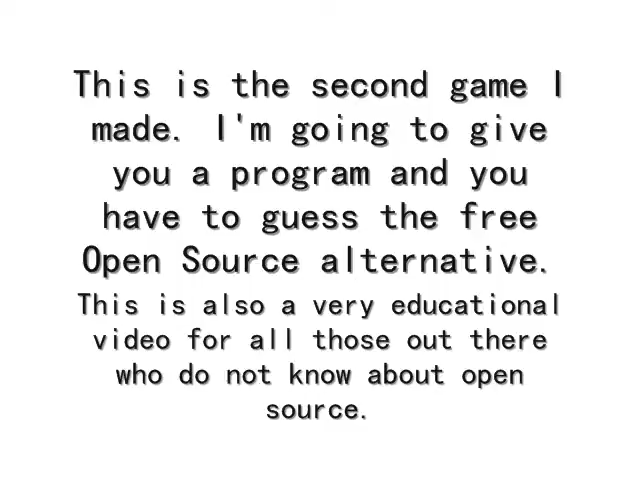 This is the second game I
made. I'm going to give
you a program and you
have to guess the free
Open Source alternative.
This is also a very educational
video for all those out there
who do not know about open
source.